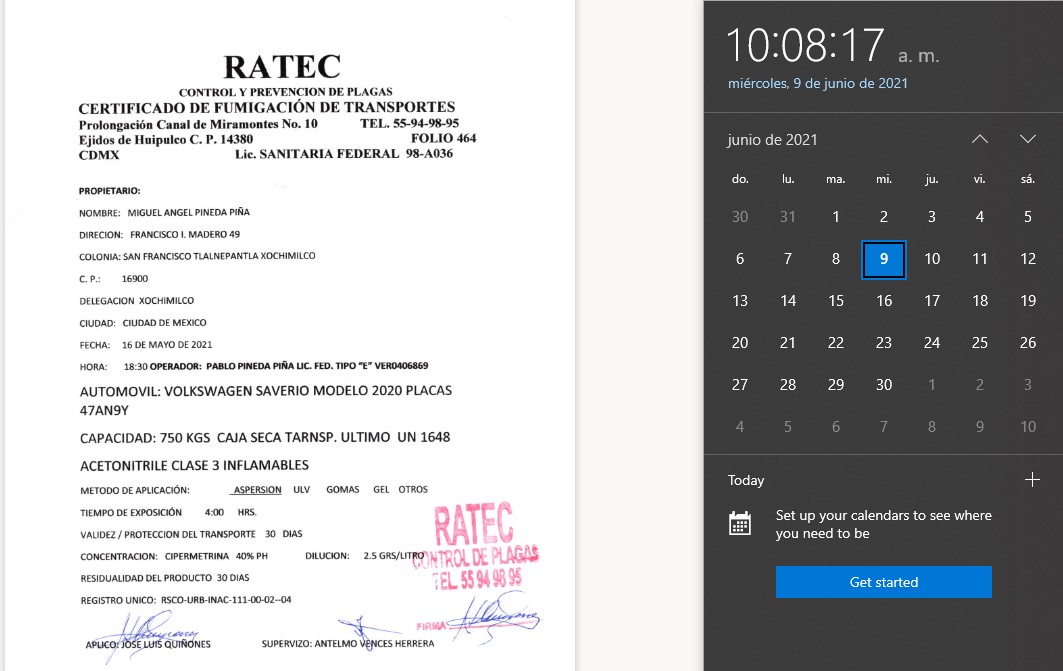 RATEC
CONTROL Y PREVENCION DE PLAGAS
CERTIFICADO DE FUMIGACIÓN DE TRANSPORTES
Prolongación Canal de Miramontes No. 10 TEL. 55-94-98-95
Ejidos de Huipulco C. P. 14380 FOLIO 464
CDMX Lic. SANITARIA FEDERAL 98-A036
PROPIETARIO:
NOMBRE: MIGUEL ANGEL PINEDA PIÑA
DIRECION: FRANCISCO I. MADERO 49
COLONIA: SAN FRANCISCO TLALNEPANTLA XOCHIMILCO
C. P.: 16900
DELEGACION XOCHIMILCO
CIUDAD: CIUDAD DE MEXICO
FECHA: 16 DE MAYO DE 2021
HORA: 18:30 OPERADOR: PABLO PINEDA PIÑA LIC. FED. TIPO "E" VER0406869
AUTOMOVIL: VOLKSWAGEN SAVERIO MODELO 2020 PLACAS
47AN9Y
CAPACIDAD: 750 KGS CAJA SECA TARNSP. ULTIMO UN 1648
ACETONITRILE CLASE 3 INFLAMABLES
METODO DE APLICACIÓN: ASPERSION ULV GOMAS GEL OTROS
TIEMPO DE EXPOSICIÓN 4:00 HRS.
VALIDEZ / PROTECCION DEL TRANSPORTE 30 DIAS
CONCENTRACION: CIPERMETRINA 40% PH DILUCION: 2.5 GRS/LITRO
RESIDUALIDAD DEL PRODUCTO 30 DIAS
REGISTRO UNICO: RSCO-URB-INAC-111-00-02--04
APLICO: JOSE LUIS QUIÑONES SUPERVIZO: ANTELMO VENCES HERRERA
RATEC
CONTROL DE PLAGAS
TEL. 55 94 98 95
FIRMA
10:08:17 a. m.
miércoles, 9 de junio de 2021
junio de 2021
do. lu. ma. mi. ju. vi. sá.
30 31 1 2 3 4 5
6 7 8 9 10 11 12
13 14 15 16 17 18 19
20 21 22 23 24 25 26
27 28 29 30 1 2 3
4 5 6 7 8 9 10
Today
Set up your calendars to see where
you need to be
Get started